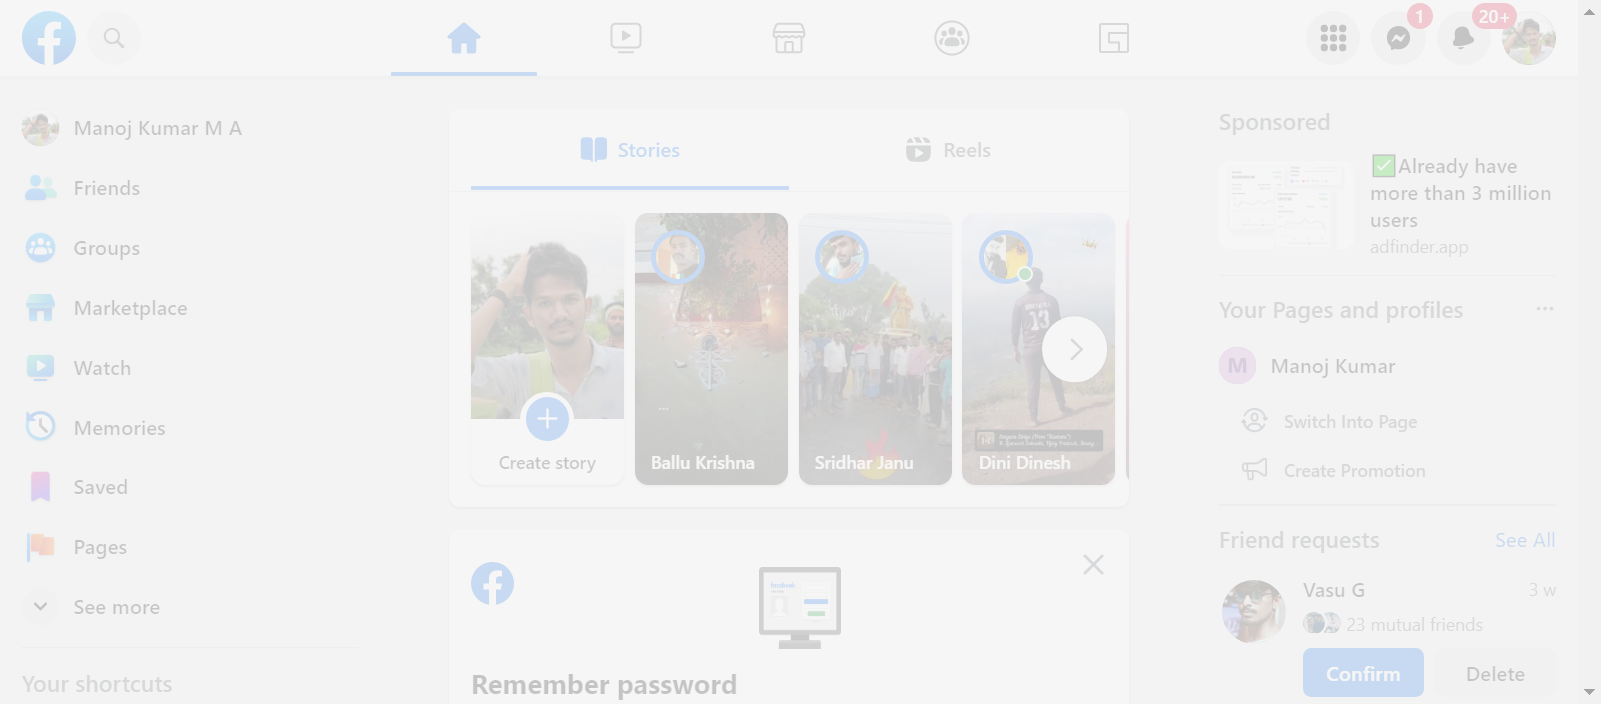 1
20+
Manoj Kumar M A
Friends
Groups
Marketplace
Watch
Memories
Saved
Pages
See more
Your shortcuts
Stories
Reels
Create story
Ballu Krishna
Sridhar Janu
13
Dini Dinesh
Remember password
Sponsored
✅Already have
more than 3 million
users
adfinder.app
Your Pages and profiles
M
Manoj Kumar
Switch Into Page
Create Promotion
Friend requests
See All
Vasu G
3 w
23 mutual friends
Confirm
Delete